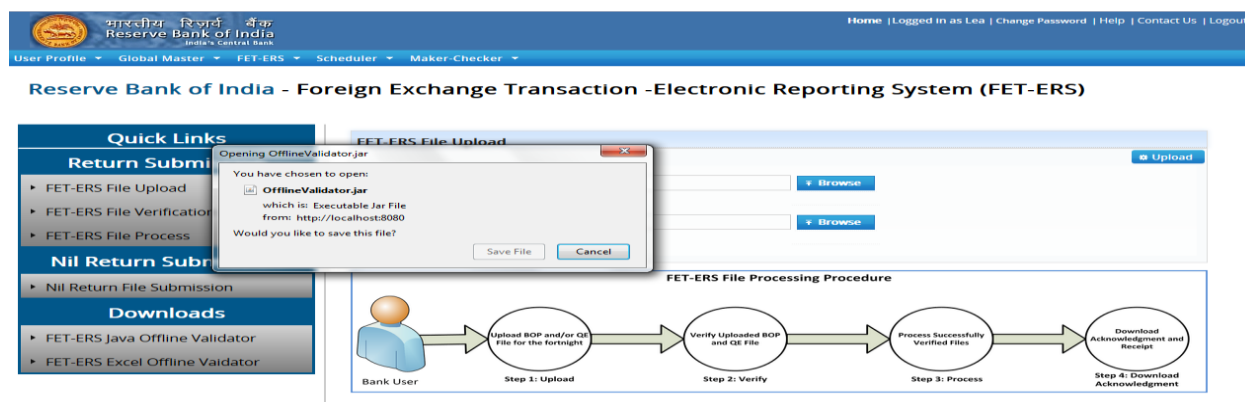 भारतीय रिज़र्व बैंक
Reserve Bank of India
India's Central Bank
Home |Logged In as Lea | Change Password | Help | Contact Us | Logout
User Profile Global Master FET-ERS Scheduler Maker-Checker
Reserve Bank of India - Foreign Exchange Transaction -Electronic Reporting System (FET-ERS)
Quick Links
Return Submi
FET-ERS File Upload
FET-ERS File Verification
FET-ERS File Process
Nil Return Subm
Nil Return File Submission
Downloads
FET-ERS Java Offline Validator
FET-ERS Excel Offline Vaidator
FET-ERS File Upload
Upload
Browse
Browse
Opening OfflineValidator.jar
You have chosen to open:
OfflineValidator.jar
which is: Executable Jar File
from: http://localhost:8080
Would you like to save this file?
Save File Cancel
FET-ERS File Processing Procedure
Bank User
Upload BOP and/or QE File for the fortnight
Step 1: Upload
Verify Uploaded BOP and QE File
Step 2: Verify
Process Successfully Verified Files
Step 3: Process
Download Acknowledgment and Receipt
Step 4: Download Acknowledgment